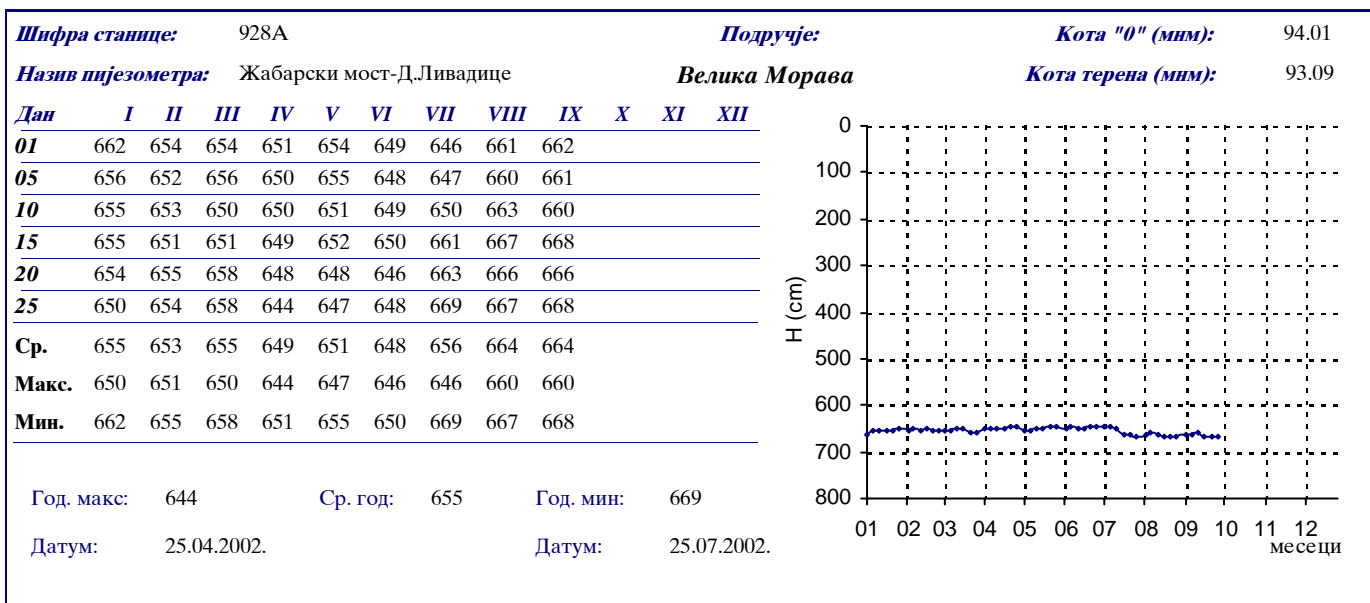 Шифра станице: 928А Подручје: Кота "0" (мнм): 94.01
Назив пијезометра: Жабарски мост-Д.Ливадице Велика Морава Кота терена (мнм): 93.09
Дан I II III IV V VI VII VIII IX X XI XII
01 662 654 654 651 654 649 646 661 662
05 656 652 656 650 655 648 647 660 661
10 655 653 650 650 651 649 650 663 660
15 655 651 651 649 652 650 661 667 668
20 654 655 658 648 648 646 663 666 666
25 650 654 658 644 647 648 669 667 668
Ср. 655 653 655 649 651 648 656 664 664
Макс. 650 651 650 644 647 646 646 660 660
Мин. 662 655 658 651 655 650 669 667 668
Год. макс: 644 Ср. год: 655 Год. мин: 669
Датум: 25.04.2002. Датум: 25.07.2002.
0
100
200
300
400
500
600
700
800
H (cm)
01 02 03 04 05 06 07 08 09 10 11 12
месеци